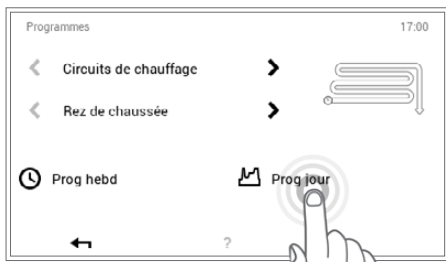 Programmes 17:00
Circuits de chauffage
Rez de chaussée
Prog hebd Prog jour
?